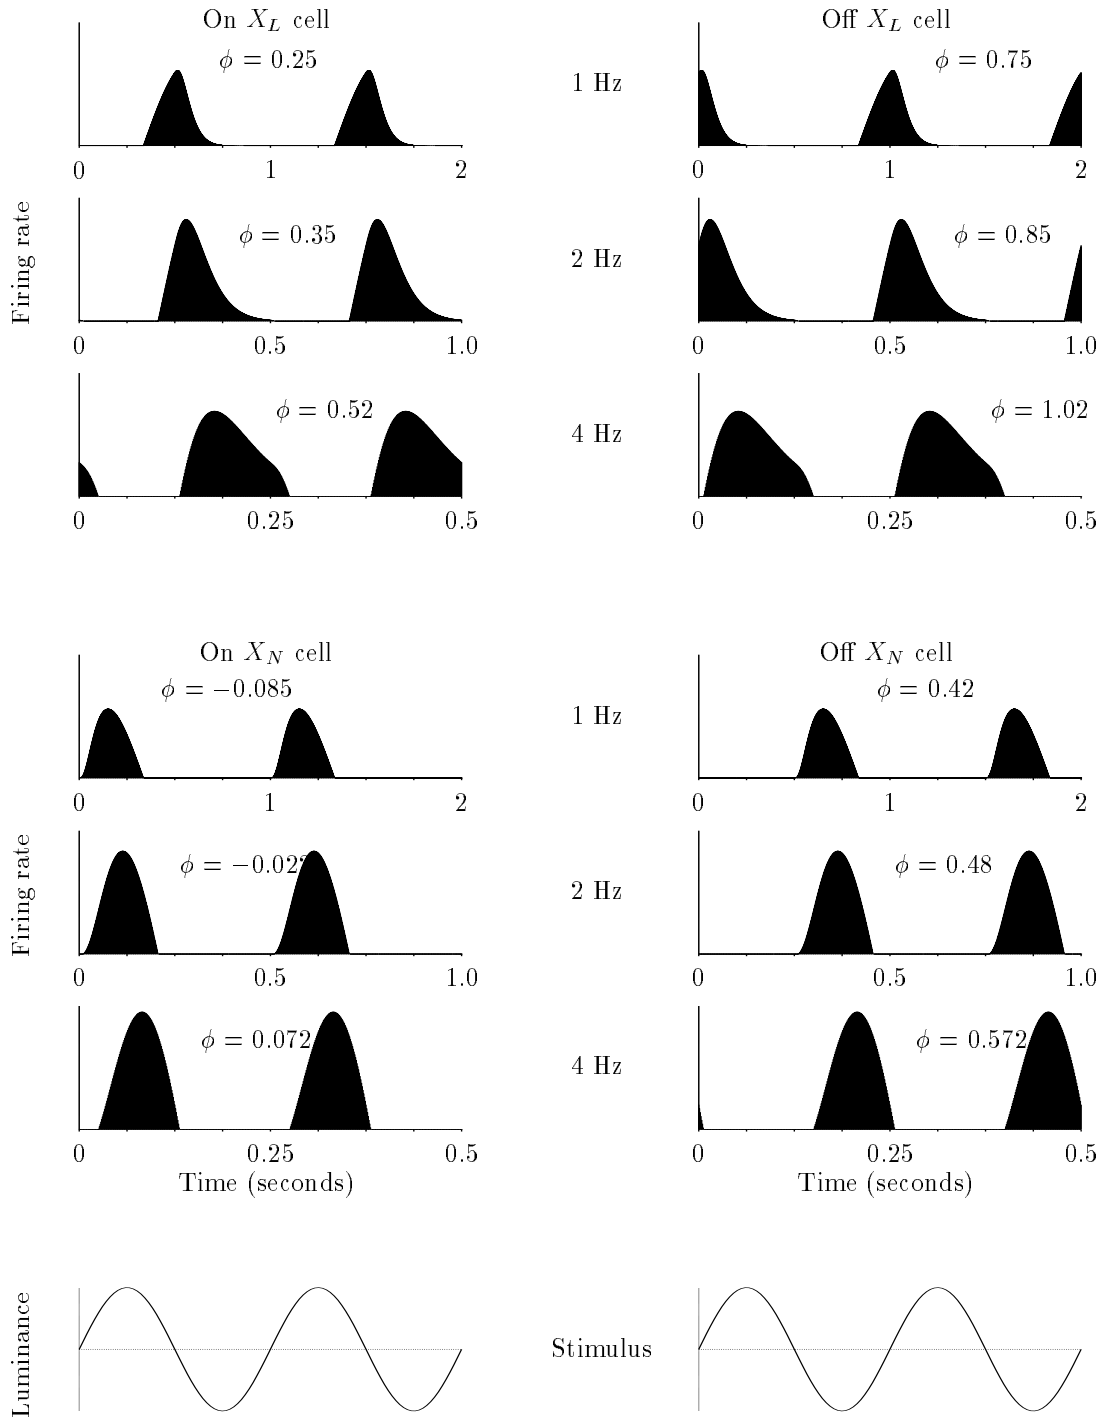 On X_L cell
Off X_L cell
ϕ = 0.25
1 Hz
ϕ = 0.75
0 1 2
0 1 2
Firing rate
ϕ = 0.35
2 Hz
ϕ = 0.85
0 0.5 1.0
0 0.5 1.0
ϕ = 0.52
4 Hz
ϕ = 1.02
0 0.25 0.5
0 0.25 0.5
On X_N cell
Off X_N cell
ϕ = −0.085
1 Hz
ϕ = 0.42
0 1 2
0 1 2
Firing rate
ϕ = −0.022
2 Hz
ϕ = 0.48
0 0.5 1.0
0 0.5 1.0
ϕ = 0.072
4 Hz
ϕ = 0.572
0 0.25 0.5
0 0.25 0.5
Time (seconds)
Time (seconds)
Luminance
Stimulus